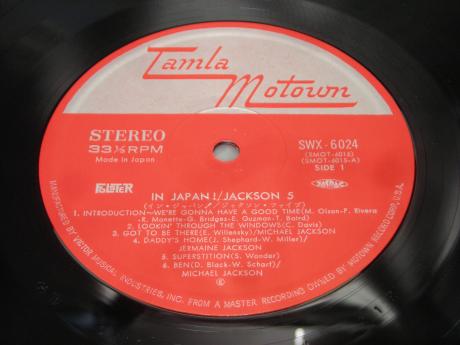 Tamla
Motown
STEREO
33⅓RPM
Made in Japan
SWX-6024
(SMOT-6015)
(SMOT-6015-A)
SIDE 1
IN JAPAN!/JACKSON 5
(イン・ジャパン!/ジャクソン・ファイブ)
1. INTRODUCTION～WE'RE GONNA HAVE A GOOD TIME(M. Olson-P. Rivera
-R. Monette-G. Bridges-E. Guzman-T. Baird)
2. LOOKIN' THROUGH THE WINDOWS(C. Davis)
3. GOT TO BE THERE(E. Willensky)/MICHAEL JACKSON
4. DADDY'S HOME(J. Shephard-W. Miller)/
JERMAINE JACKSON
5. SUPERSTITION(S. Wonder)
6. BEN(D. Black-W. Scharf)/
MICHAEL JACKSON
MANUFACTURED BY VICTOR MUSICAL INDUSTRIES, INC. FROM A MASTER RECORDING OWNED BY MOTOWN RECORD CORP. U.S.A.